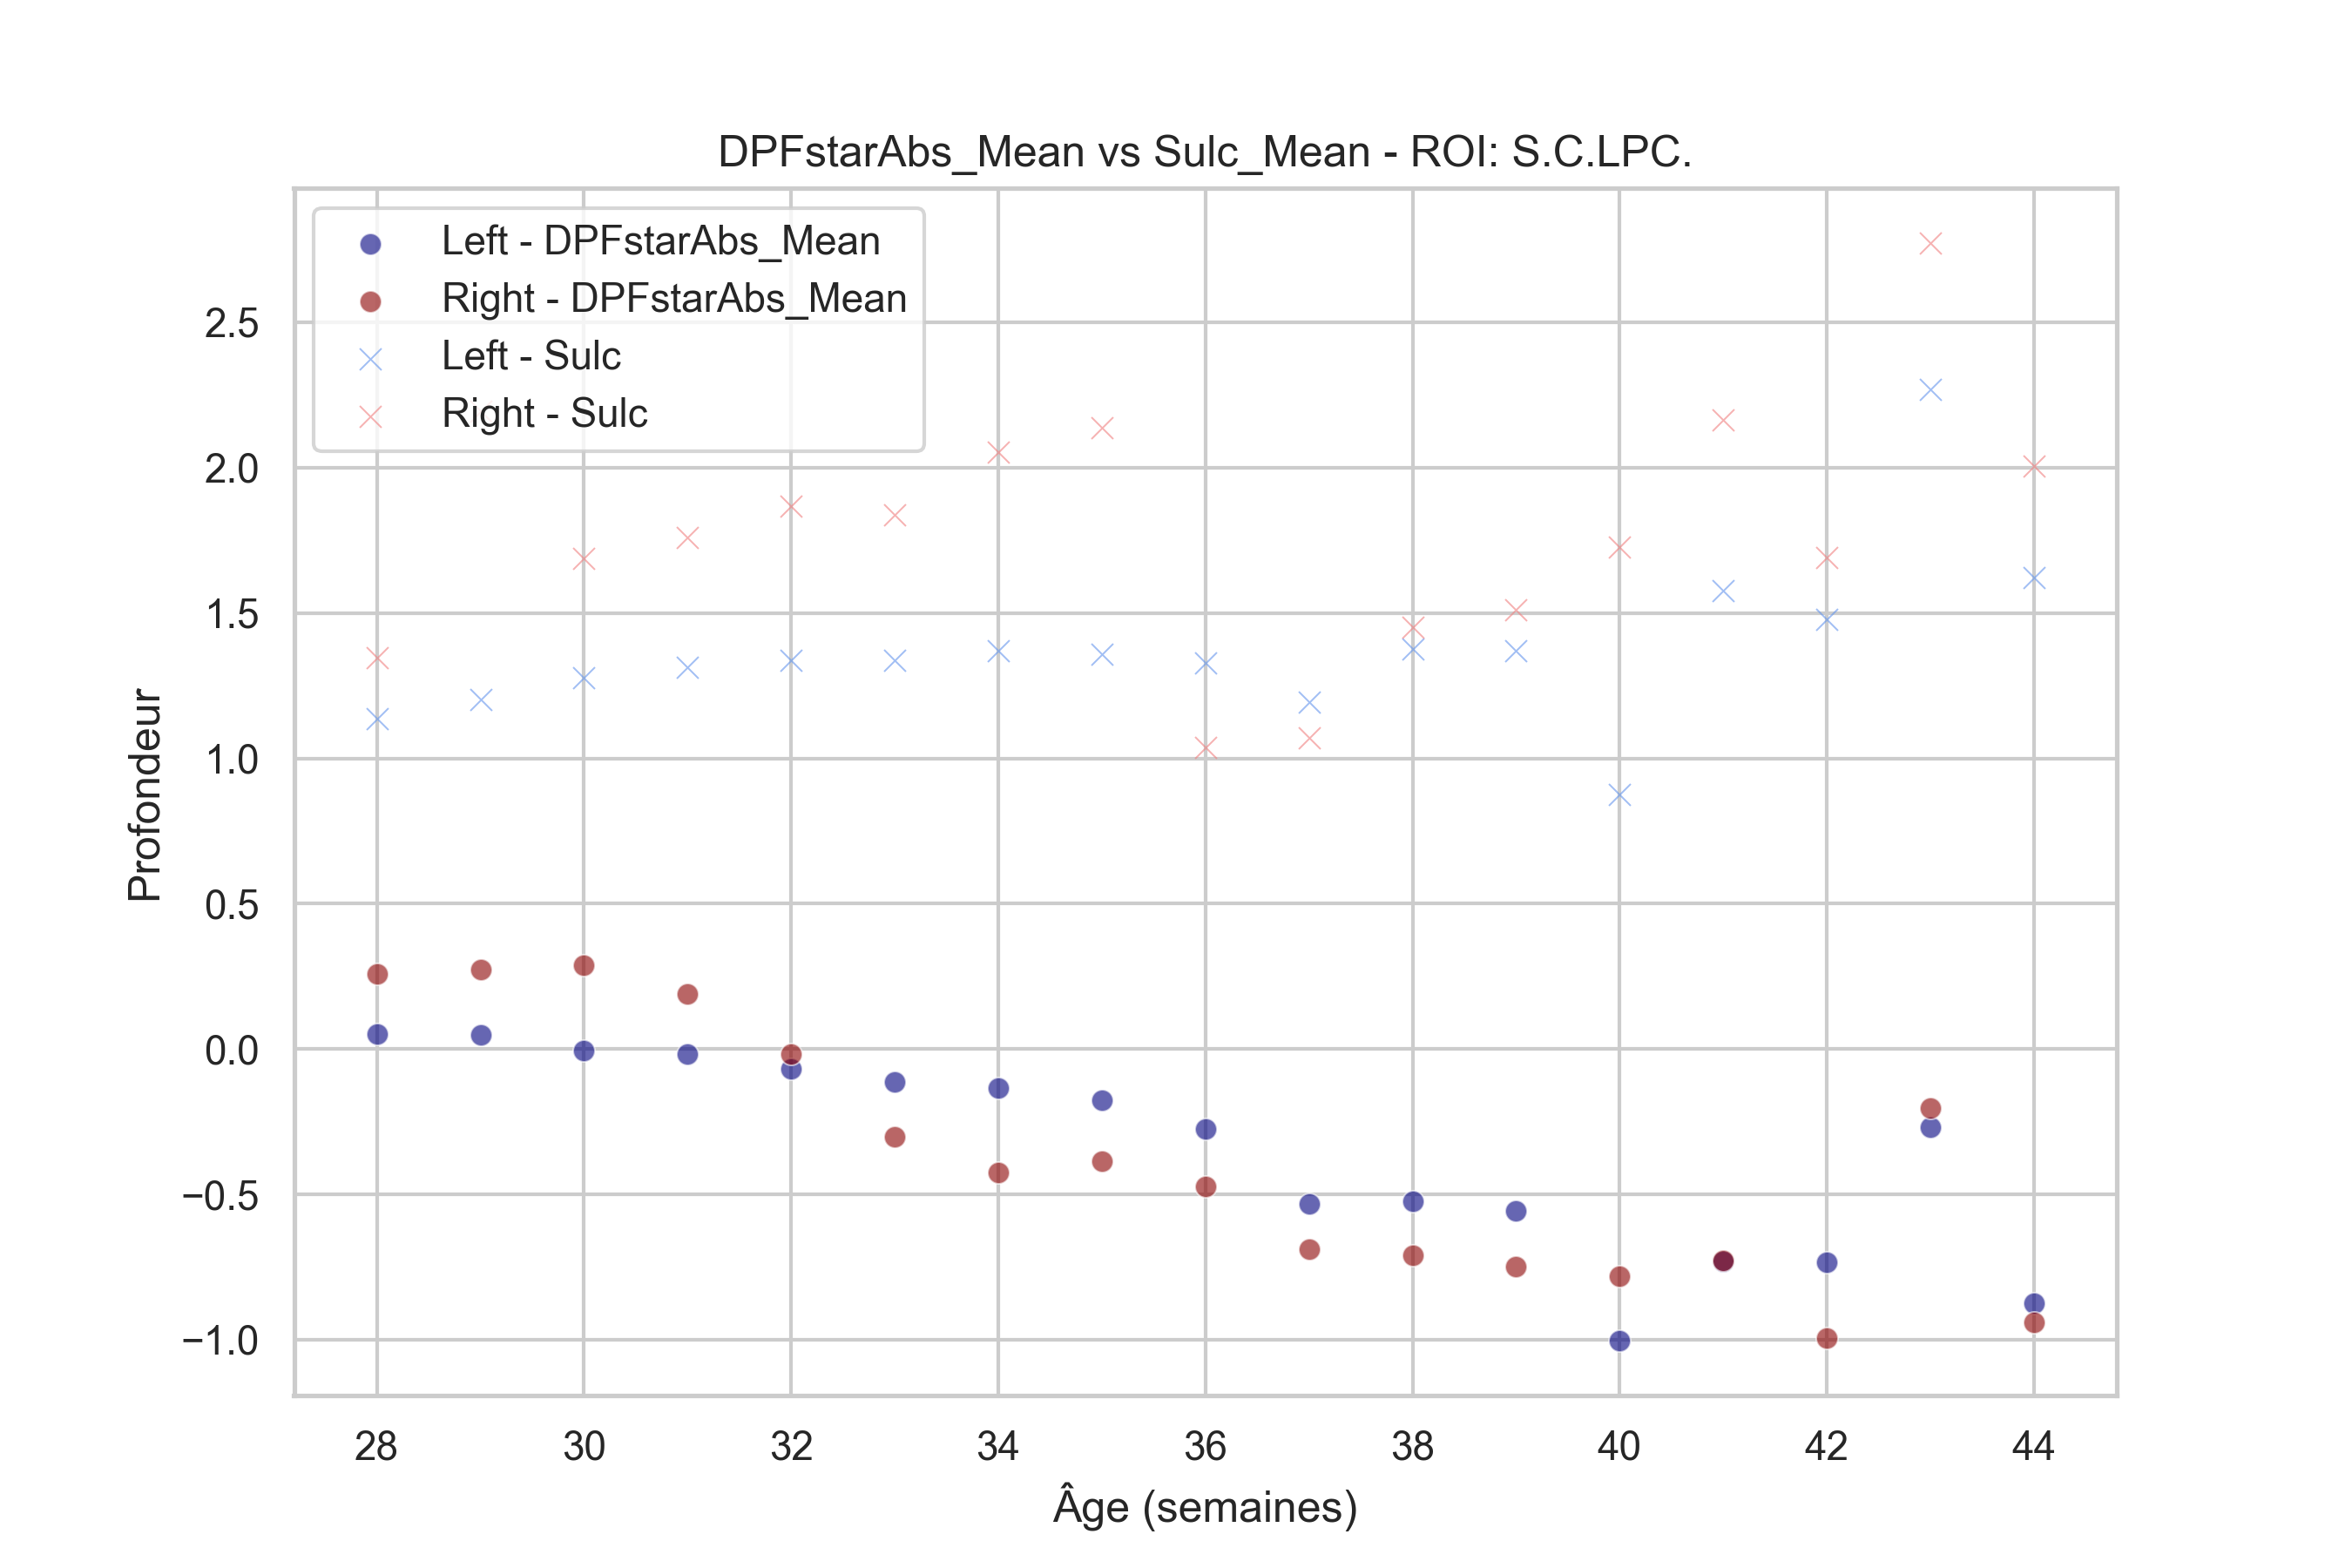 DPFstarAbs_Mean vs Sulc_Mean - ROI: S.C.LPC.
Left - DPFstarAbs_Mean
Right - DPFstarAbs_Mean
Left - Sulc
Right - Sulc
Profondeur
2.5
2.0
1.5
1.0
0.5
0.0
−0.5
−1.0
28 30 32 34 36 38 40 42 44
Âge (semaines)